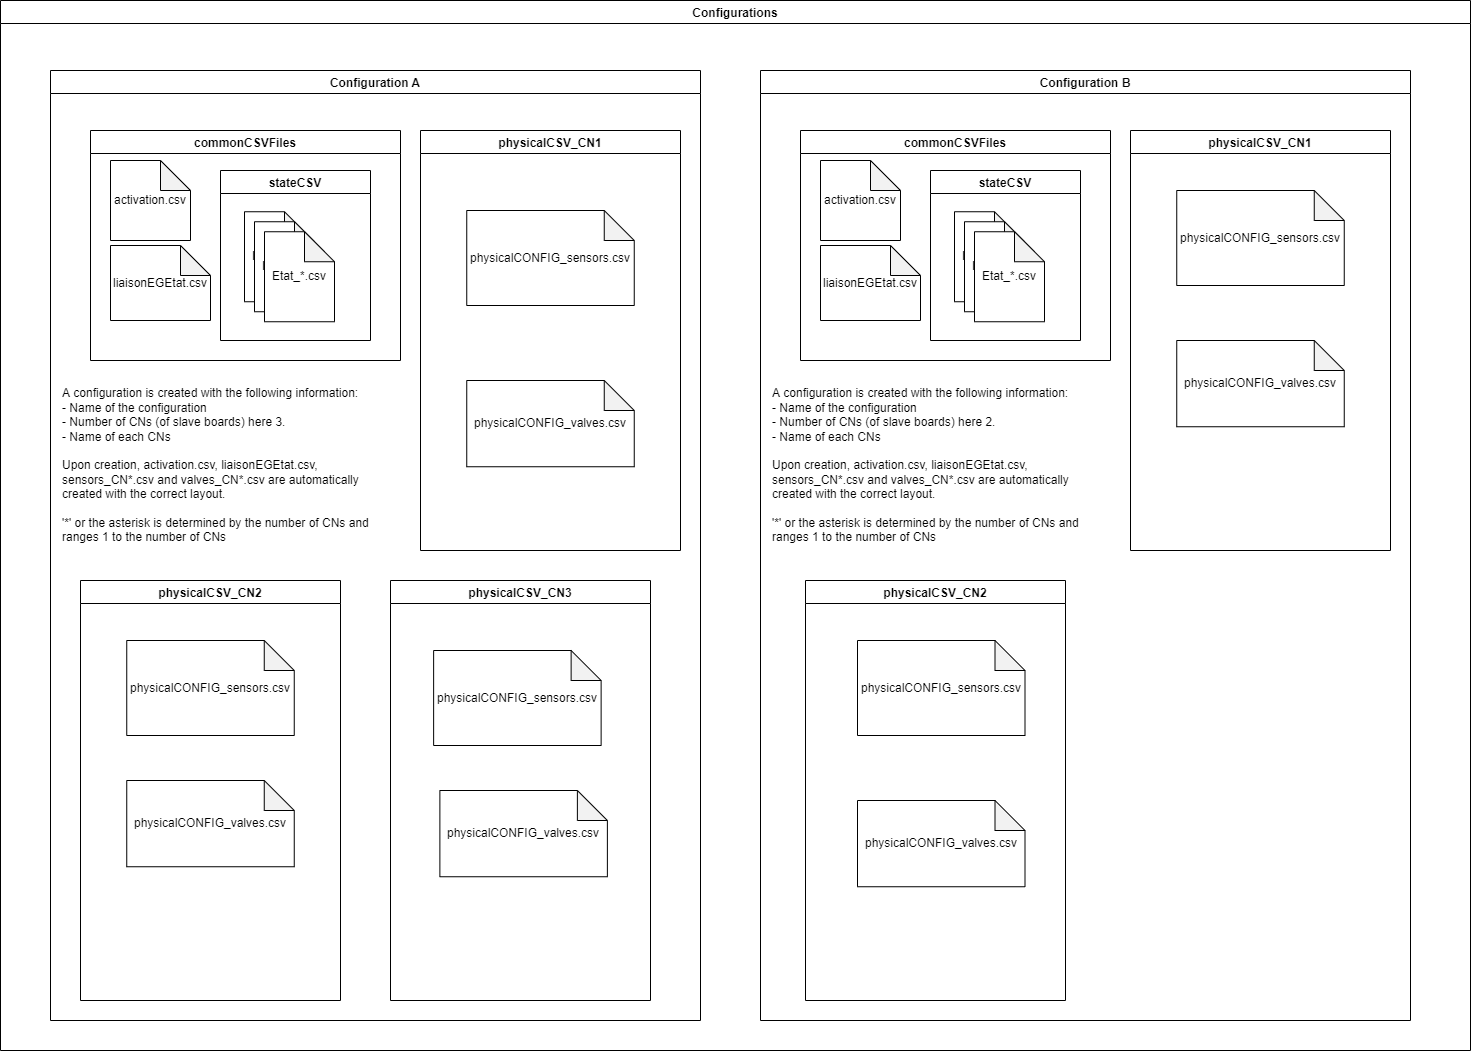 Configurations
Configuration A
commonCSVFiles
activation.csv
liaisonEGEtat.csv
stateCSV
Etat_*.csv
physicalCSV_CN1
physicalCONFIG_sensors.csv
physicalCONFIG_valves.csv
A configuration is created with the following information:
- Name of the configuration
- Number of CNs (of slave boards) here 3.
- Name of each CNs
Upon creation, activation.csv, liaisonEGEtat.csv,
sensors_CN*.csv and valves_CN*.csv are automatically
created with the correct layout.
'*' or the asterisk is determined by the number of CNs and
ranges 1 to the number of CNs
physicalCSV_CN2
physicalCONFIG_sensors.csv
physicalCONFIG_valves.csv
physicalCSV_CN3
physicalCONFIG_sensors.csv
physicalCONFIG_valves.csv
Configuration B
commonCSVFiles
activation.csv
liaisonEGEtat.csv
stateCSV
Etat_*.csv
physicalCSV_CN1
physicalCONFIG_sensors.csv
physicalCONFIG_valves.csv
A configuration is created with the following information:
- Name of the configuration
- Number of CNs (of slave boards) here 2.
- Name of each CNs
Upon creation, activation.csv, liaisonEGEtat.csv,
sensors_CN*.csv and valves_CN*.csv are automatically
created with the correct layout.
'*' or the asterisk is determined by the number of CNs and
ranges 1 to the number of CNs
physicalCSV_CN2
physicalCONFIG_sensors.csv
physicalCONFIG_valves.csv